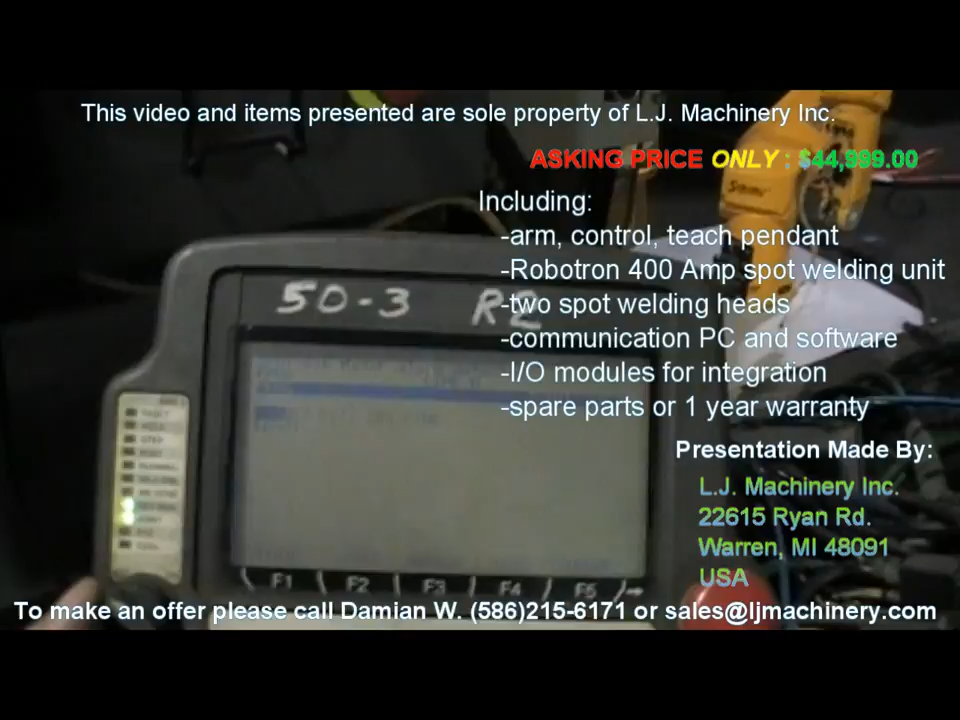 This video and items presented are sole property of L.J. Machinery Inc.
ASKING PRICE ONLY : $44,999.00
Including:
-arm, control, teach pendant
-Robotron 400 Amp spot welding unit
-two spot welding heads
-communication PC and software
-I/O modules for integration
-spare parts or 1 year warranty
50-3 R2
Presentation Made By:
L.J. Machinery Inc.
22615 Ryan Rd.
Warren, MI 48091
USA
F1 F2 F3 F4 F5
To make an offer please call Damian W. (586)215-6171 or sales@ljmachinery.com